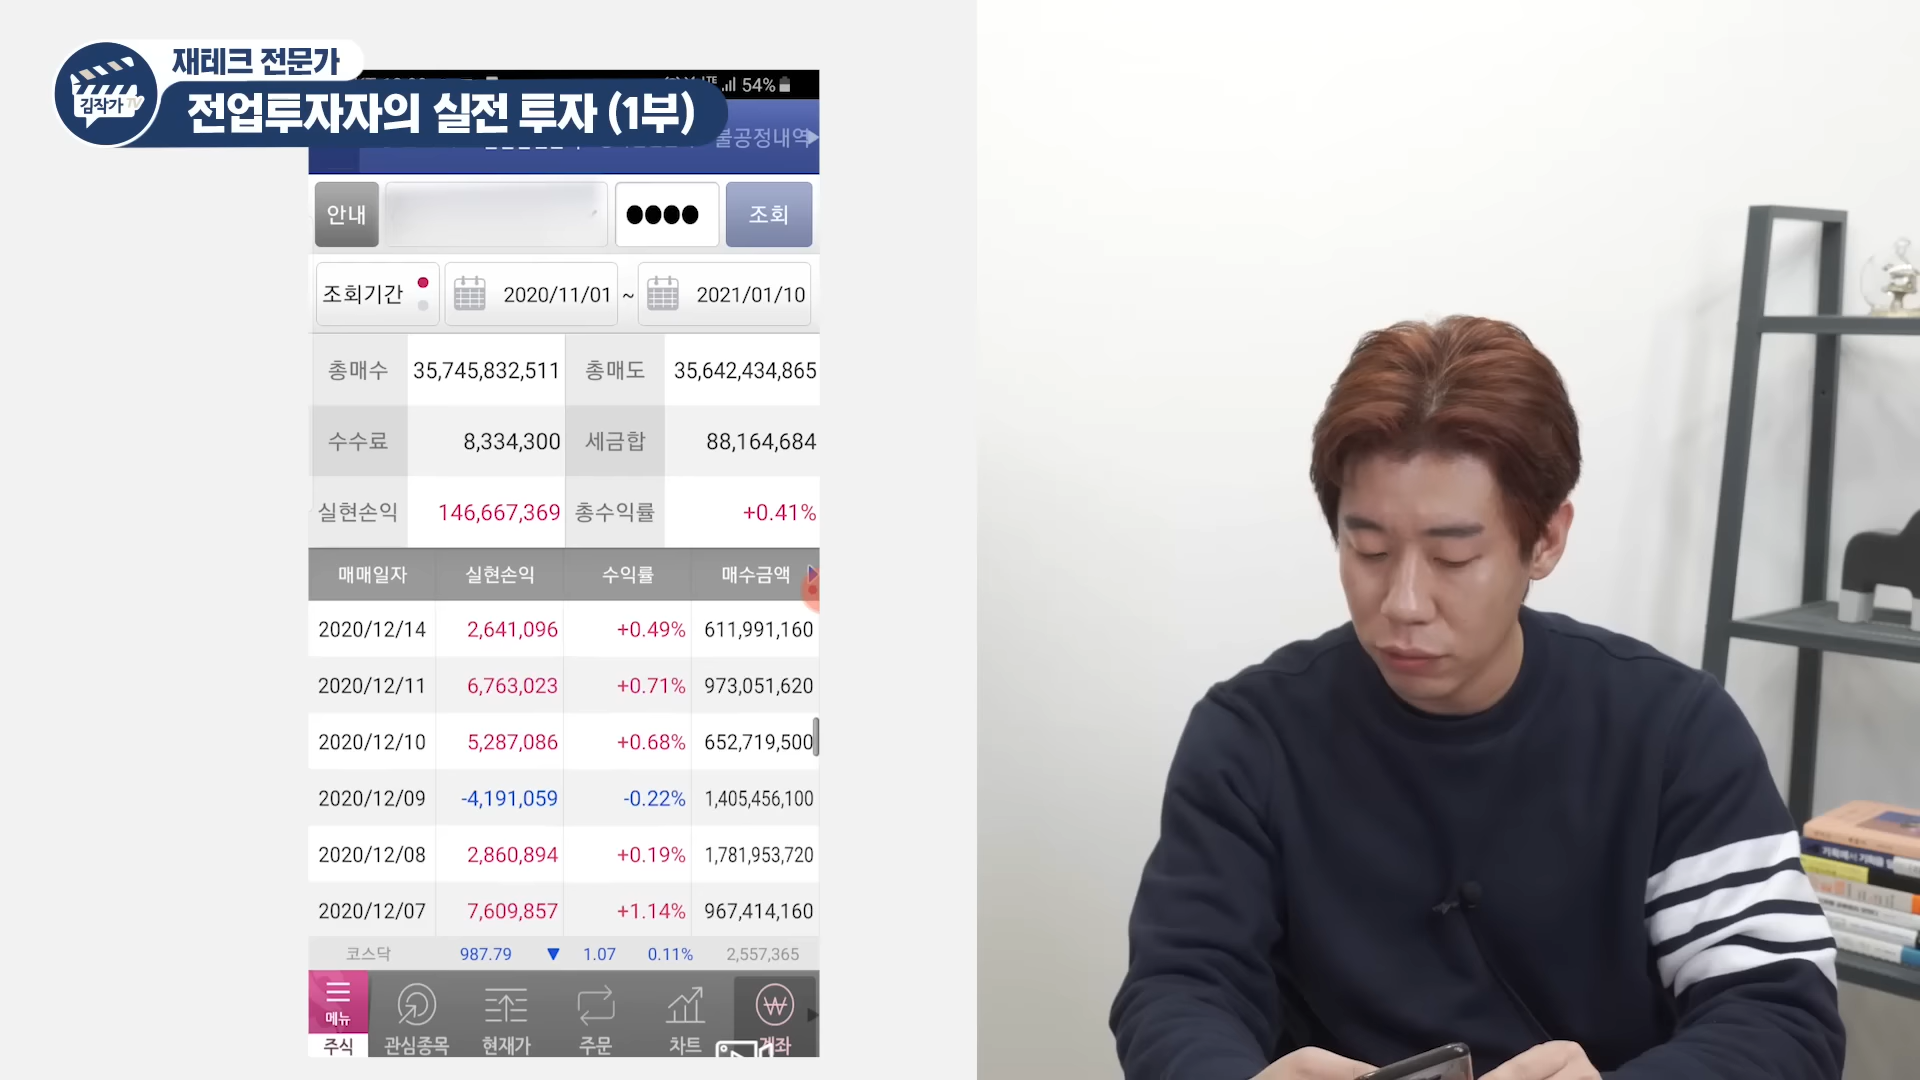 재테크 전문가
김작가 TV
전업투자자의 실전 투자 (1부)
54%
불공정내역
안내 ●●●● 조회
조회기간 2020/11/01 ~ 2021/01/10
총매수 35,745,832,511 총매도 35,642,434,865
수수료 8,334,300 세금합 88,164,684
실현손익 146,667,369 총수익률 +0.41%
매매일자 실현손익 수익률 매수금액
2020/12/14 2,641,096 +0.49% 611,991,160
2020/12/11 6,763,023 +0.71% 973,051,620
2020/12/10 5,287,086 +0.68% 652,719,500
2020/12/09 -4,191,059 -0.22% 1,405,456,100
2020/12/08 2,860,894 +0.19% 1,781,953,720
2020/12/07 7,609,857 +1.14% 967,414,160
코스닥 987.79 ▼ 1.07 0.11% 2,557,365
메뉴
주식 관심종목 현재가 주문 차트 계좌